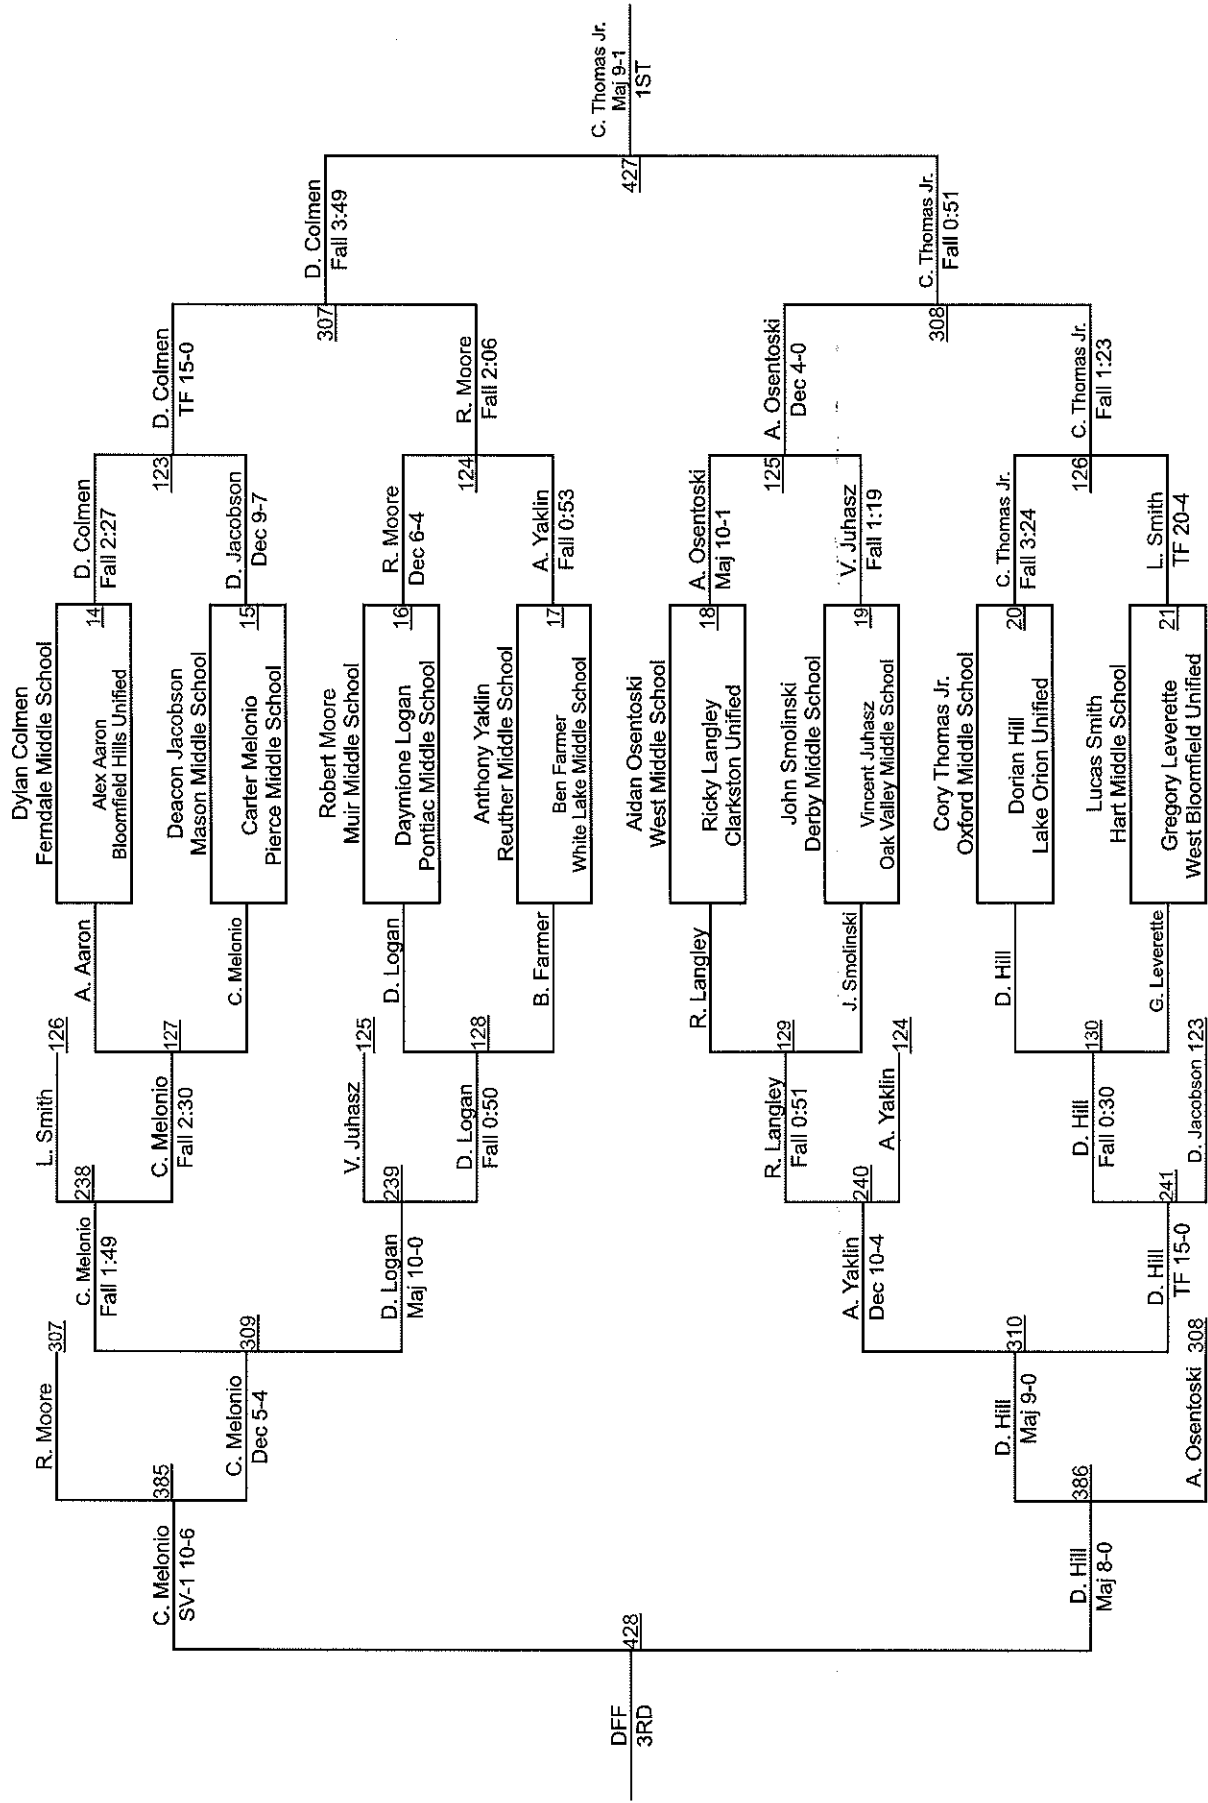 Dylan Colmen
Ferndale Middle School
Alex Aaron
Bloomfield Hills Unified
14
Deacon Jacobson
Mason Middle School
Carter Melonio
Pierce Middle School
15
Robert Moore
Muir Middle School
Daymione Logan
Pontiac Middle School
16
Anthony Yaklin
Reuther Middle School
Ben Farmer
White Lake Middle School
17
Aidan Osentoski
West Middle School
Ricky Langley
Clarkston Unified
18
John Smolinski
Derby Middle School
Vincent Juhasz
Oak Valley Middle School
19
Cory Thomas Jr.
Oxford Middle School
Dorian Hill
Lake Orion Unified
20
Lucas Smith
Hart Middle School
Gregory Leverette
West Bloomfield Unified
21
D. Colmen
Fall 2:27
D. Jacobson
Dec 9-7
R. Moore
Dec 6-4
A. Yaklin
Fall 0:53
A. Osentoski
Maj 10-1
V. Juhasz
Fall 1:19
C. Thomas Jr.
Fall 3:24
L. Smith
TF 20-4
123
D. Colmen
TF 15-0
124
R. Moore
Fall 2:06
125
A. Osentoski
Dec 4-0
126
C. Thomas Jr.
Fall 1:23
307
D. Colmen
Fall 3:49
308
C. Thomas Jr.
Fall 0:51
427
C. Thomas Jr.
Maj 9-1
1ST
A. Aaron
C. Melonio
D. Logan
B. Farmer
R. Langley
J. Smolinski
D. Hill
G. Leverette
L. Smith
126
127
C. Melonio
Fall 2:30
V. Juhasz
125
128
D. Logan
Fall 0:50
129
R. Langley
Fall 0:51
A. Yaklin
124
130
D. Hill
Fall 0:30
D. Jacobson 123
238
C. Melonio
Fall 1:49
239
D. Logan
Maj 10-0
240
A. Yaklin
Dec 10-4
241
D. Hill
TF 15-0
R. Moore
307
309
C. Melonio
Dec 5-4
310
D. Hill
Maj 9-0
A. Osentoski 308
385
C. Melonio
SV-1 10-6
386
D. Hill
Maj 8-0
428
DFF
3RD